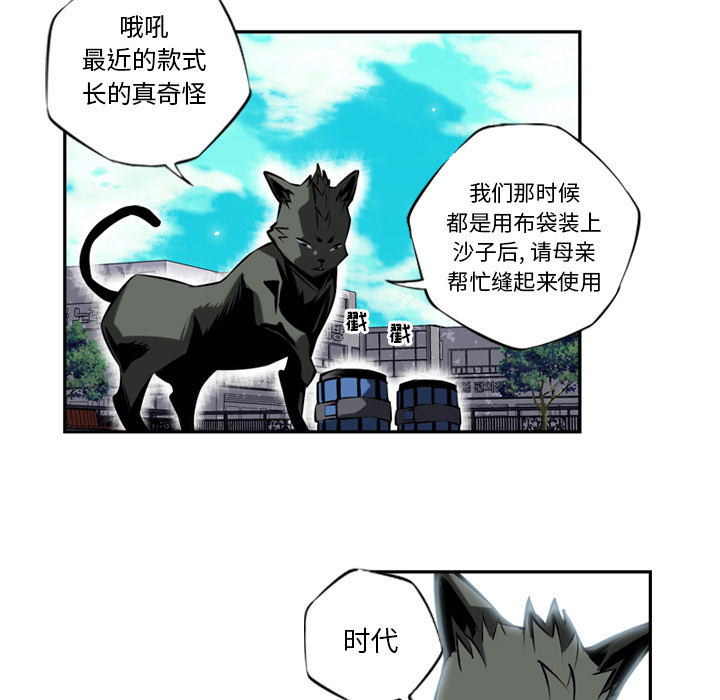 哦吼
最近的款式
长的真奇怪
我们那时候
都是用布袋装上
沙子后, 请母亲
帮忙缝起来使用
戳
戳
时代